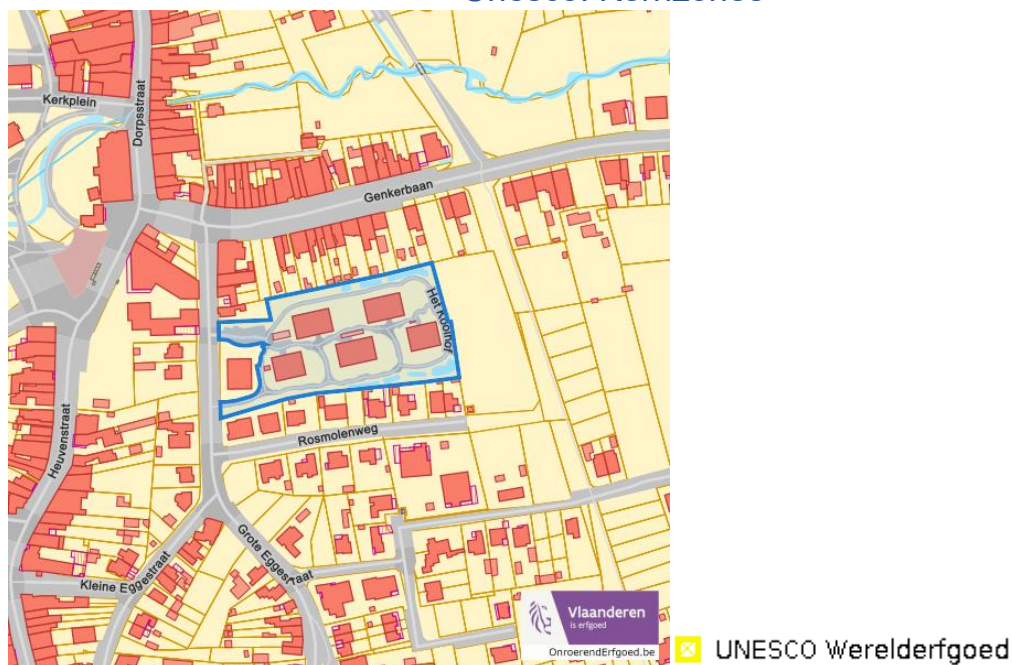 Kerkplein
Dorpsstraat
Genkerbaan
Het Koolhof
Heuvenstraat
Rosmolenweg
Grote Eggestraat
Kleine Eggestraat
Vlaanderen
is erfgoed
OnroerendErfgoed.be
UNESCO Werelderfgoed